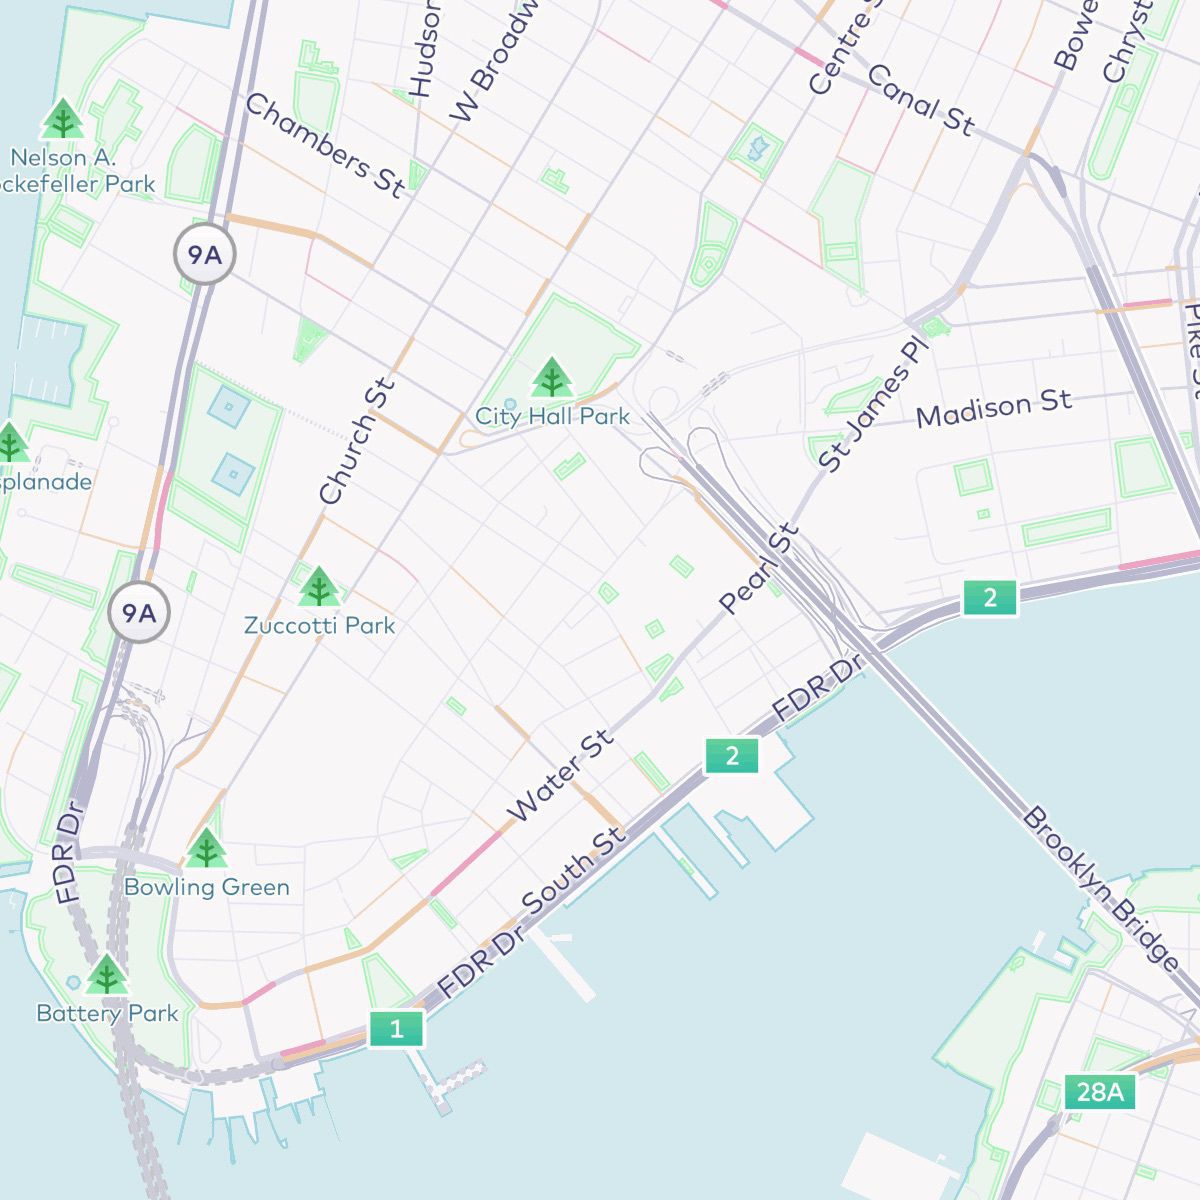 Hudson
W Broadw
Centre S
Bowe
Chryst
Canal St
Chambers St
Nelson A.
ockefeller Park
9A
Pike St
City Hall Park
St James Pl
Madison St
Church St
splanade
Pearl St
2
9A
Zuccotti Park
FDR Dr
2
Water St
FDR Dr
South St
Bowling Green
Brooklyn Bridge
FDR Dr
Battery Park
1
28A